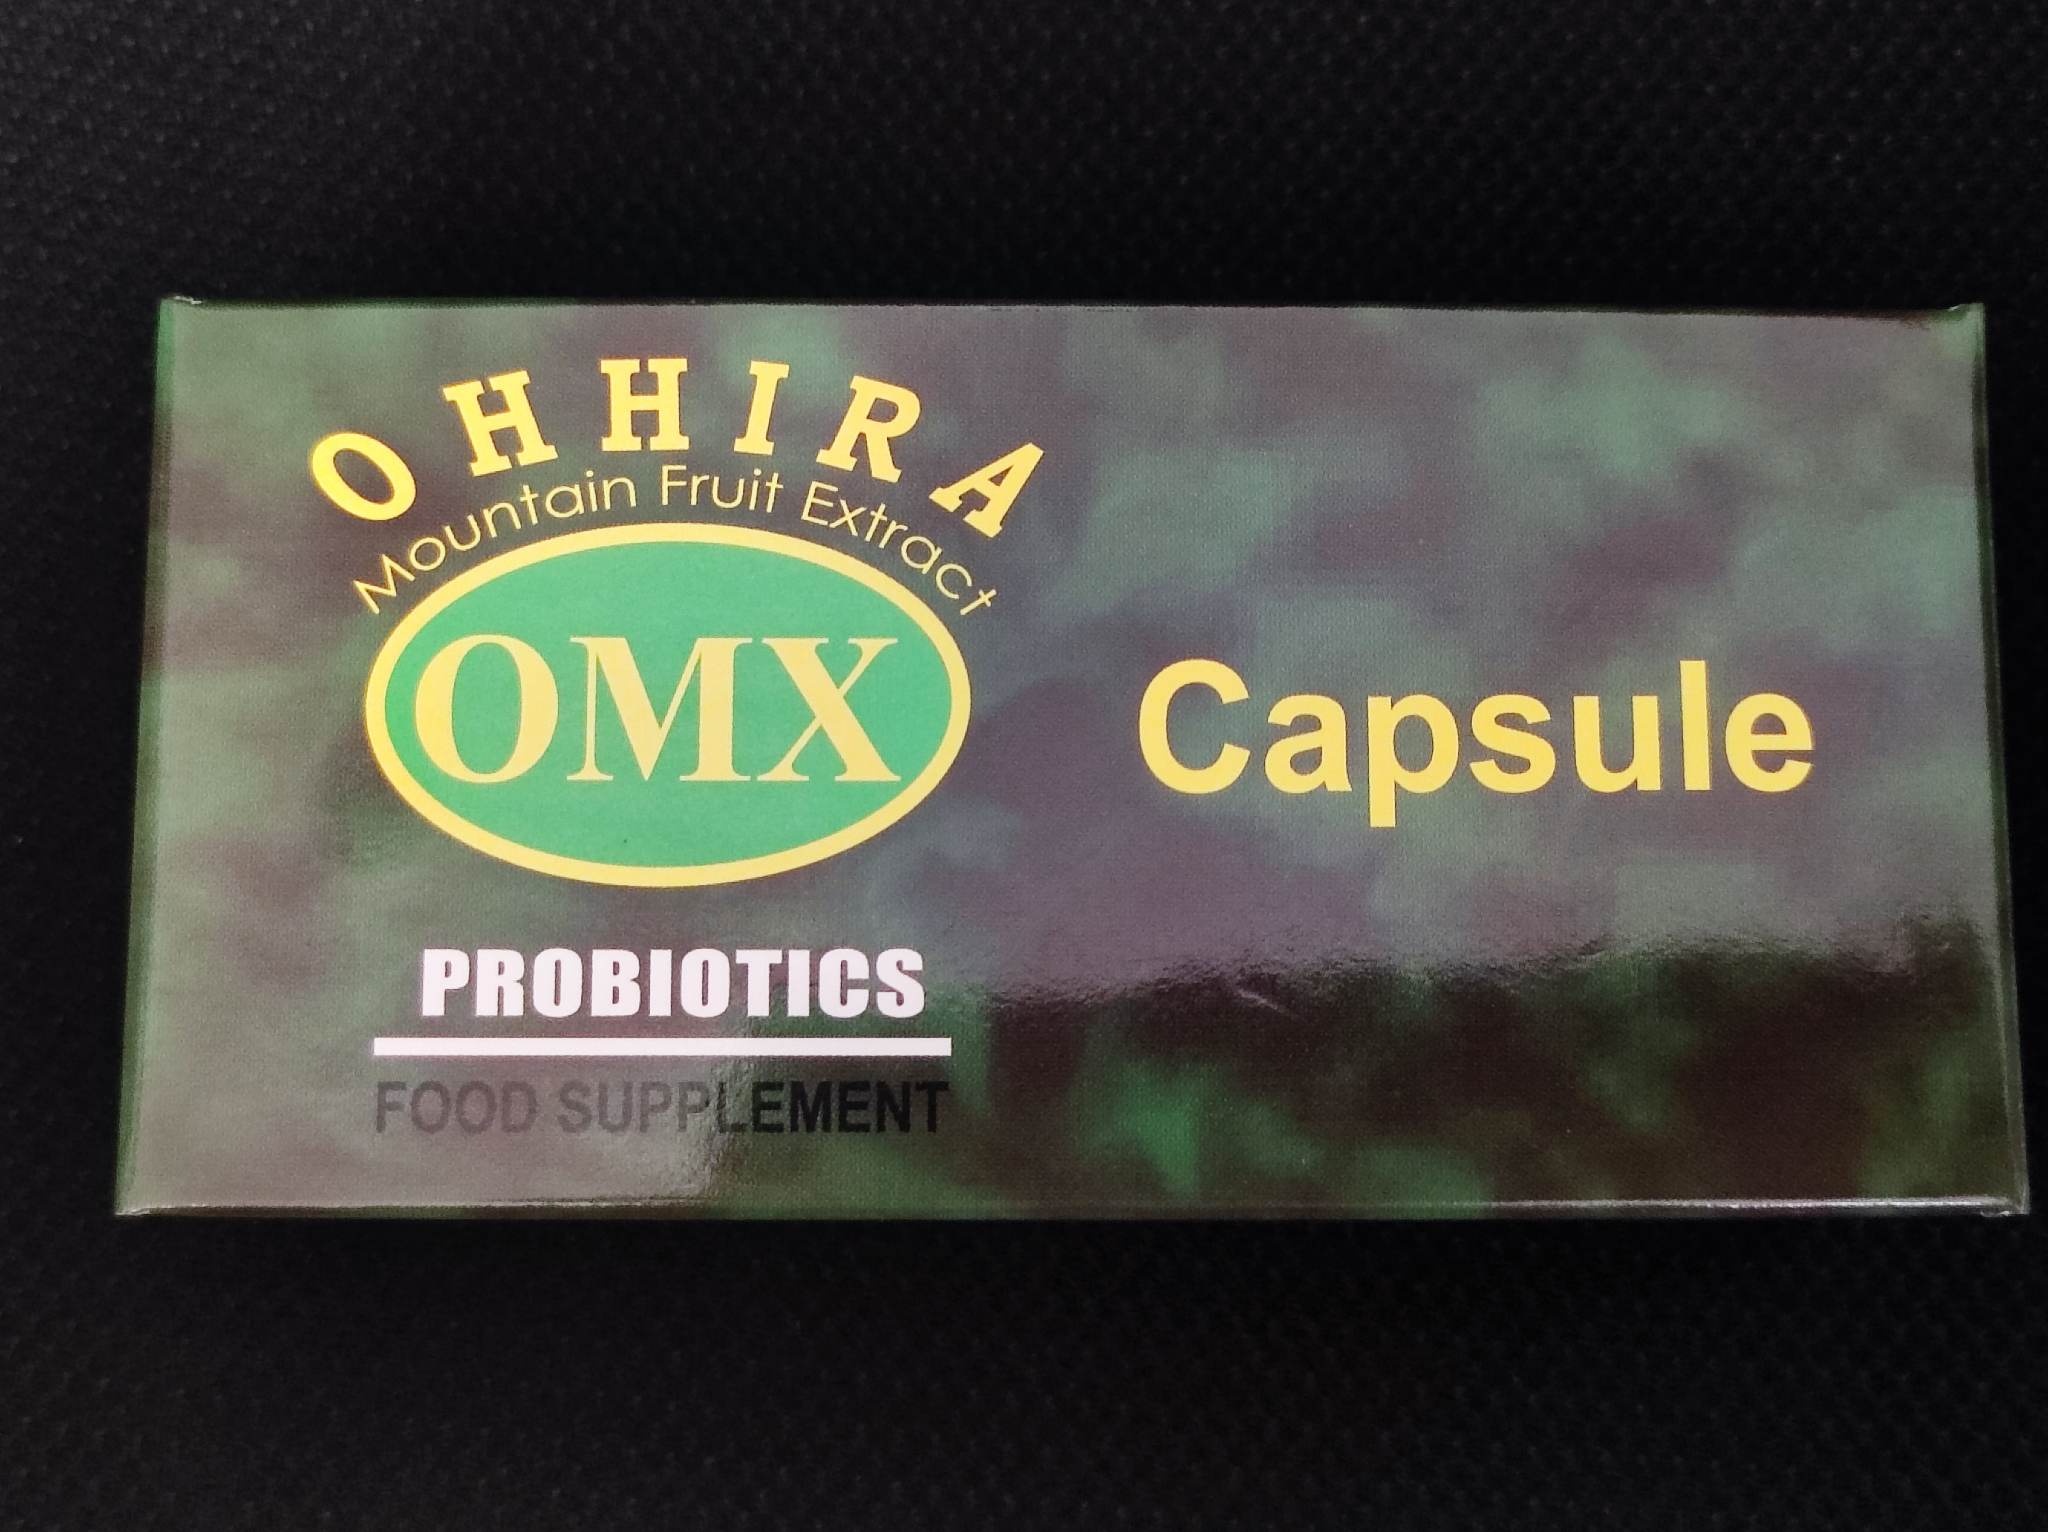 OHHIRA
Mountain Fruit Extract
OMX
Capsule
PROBIOTICS
FOOD SUPPLEMENT